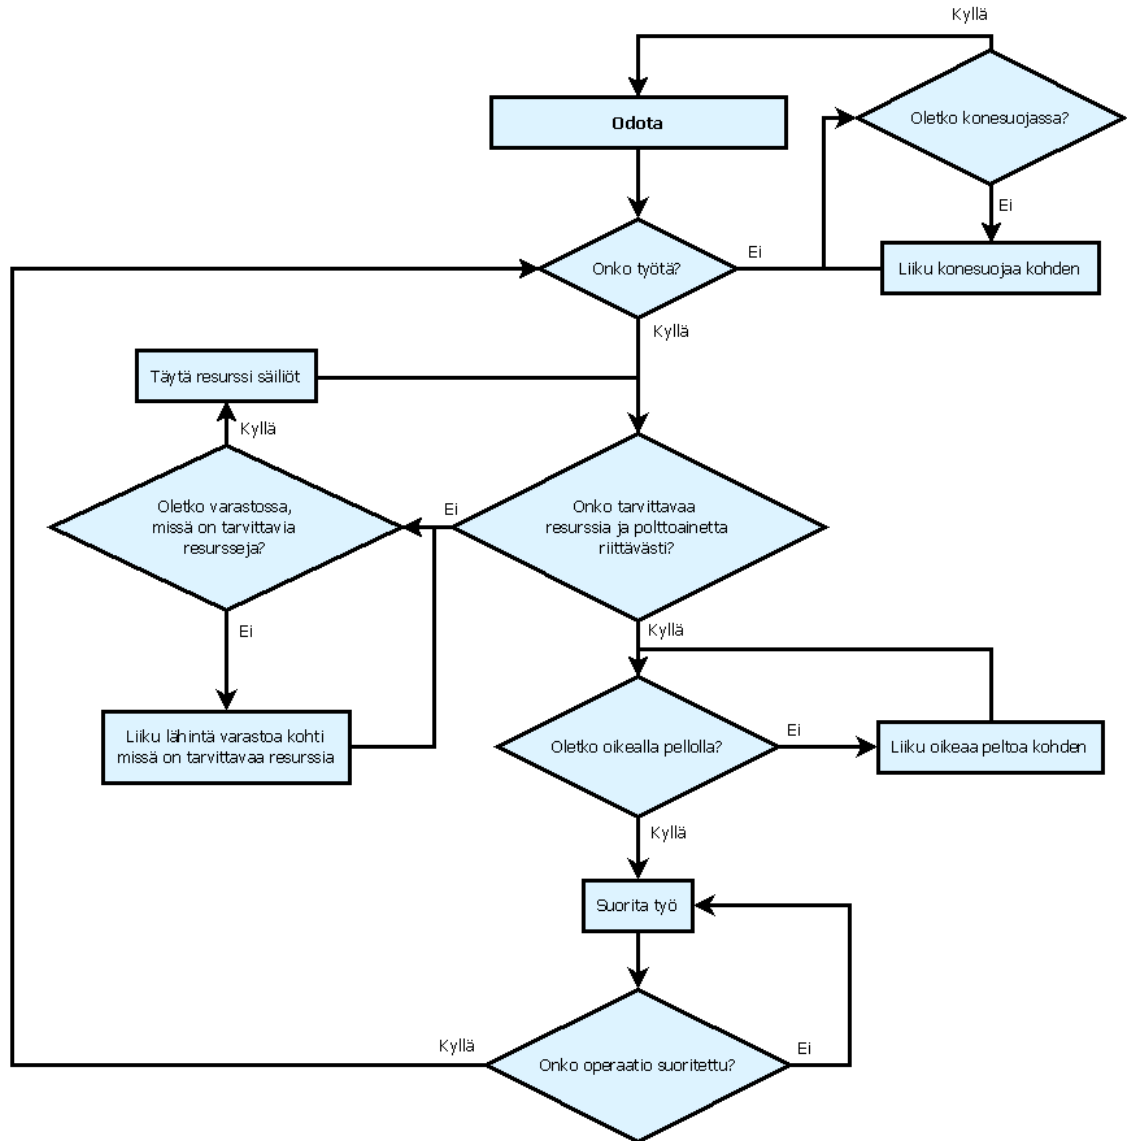 Kyllä
Odota
Oletko konesuojassa?
Ei
Onko työtä?
Ei
Liiku konesuojaa kohden
Kyllä
Täytä resurssi säiliöt
Kyllä
Oletko varastossa,
missä on tarvittavia
resursseja?
Ei
Onko tarvittavaa
resurssia ja polttoainetta
riittävästi?
Ei
Kyllä
Liiku lähintä varastoa kohti
missä on tarvittavaa resurssia
Oletko oikealla pellolla?
Ei
Liiku oikeaa peltoa kohden
Kyllä
Suorita työ
Kyllä
Onko operaatio suoritettu?
Ei